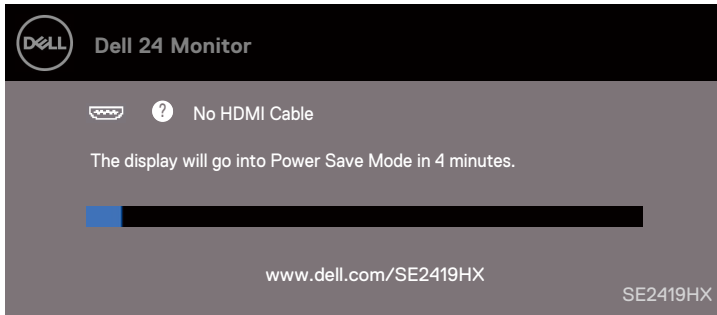 DELL
Dell 24 Monitor
? No HDMI Cable
The display will go into Power Save Mode in 4 minutes.
www.dell.com/SE2419HX
SE2419HX